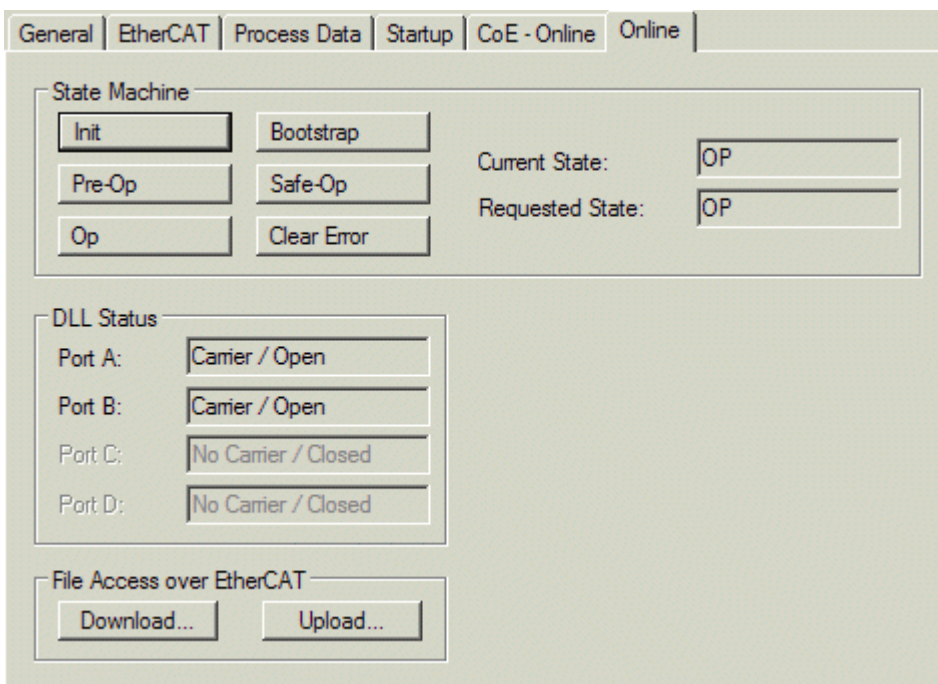 General EtherCAT Process Data Startup CoE - Online Online
State Machine
Init Bootstrap
Current State: OP
Pre-Op Safe-Op
Requested State: OP
Op Clear Error
DLL Status
Port A: Carrier / Open
Port B: Carrier / Open
Port C: No Carrier / Closed
Port D: No Carrier / Closed
File Access over EtherCAT
Download... Upload...